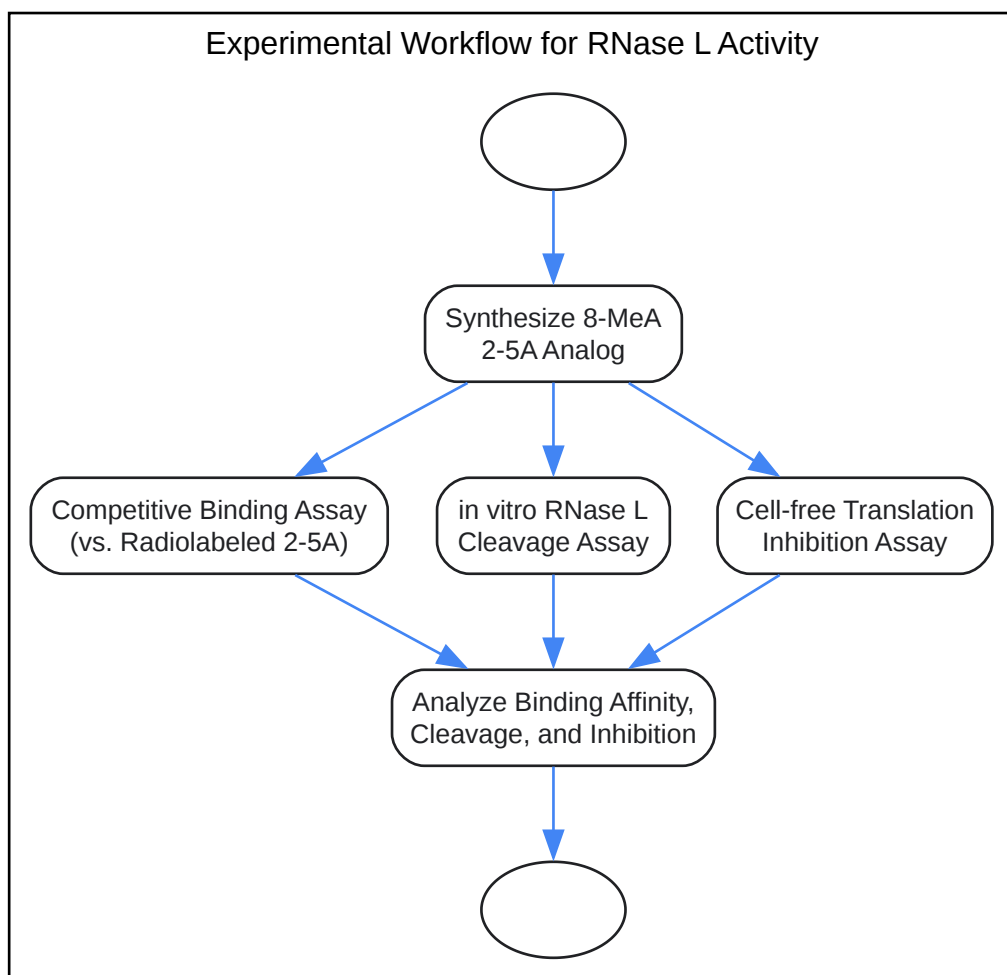 Experimental Workflow for RNase L Activity
Synthesize 8-MeA
2-5A Analog
Competitive Binding Assay
(vs. Radiolabeled 2-5A)
in vitro RNase L
Cleavage Assay
Cell-free Translation
Inhibition Assay
Analyze Binding Affinity,
Cleavage, and Inhibition